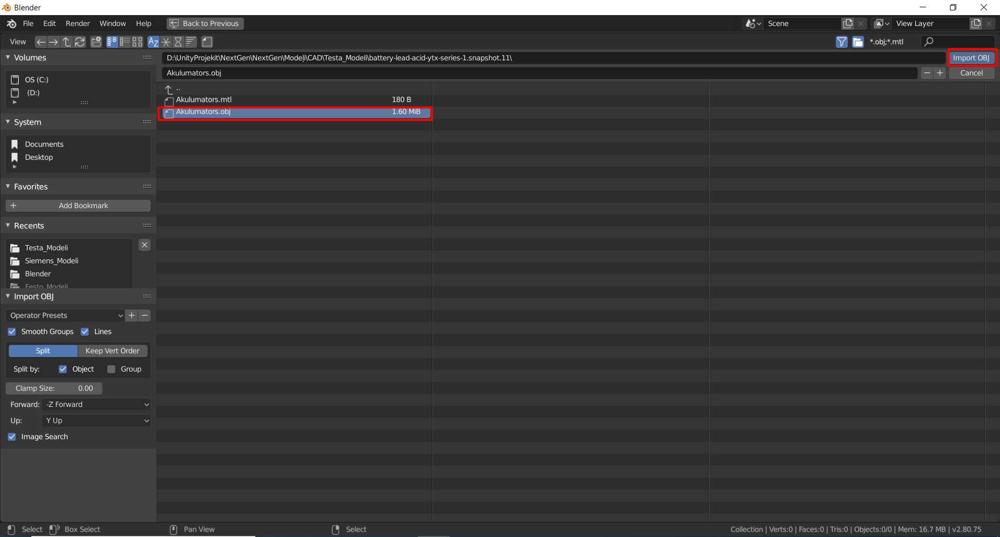 Blender
File Edit Render Window Help Back to Previous Scene View Layer
View *.obj;*.mtl
Volumes
D:\UnityProjekit\NextGen\NextGen\Modeļi\CAD\Testa_Modeli\battery-lead-acid-ytx-series-1.snapshot.11\
Import OBJ
Akulumators.obj
Cancel
OS (C:)
(D:)
..
Akulumators.mtl 180 B
Akulumators.obj 1.60 MiB
System
Documents
Desktop
Favorites
Add Bookmark
Recents
Testa_Modeli
Siemens_Modeli
Blender
Festo_Modeli
Import OBJ
Operator Presets
Smooth Groups Lines
Split Keep Vert Order
Split by: Object Group
Clamp Size: 0.00
Forward: -Z Forward
Up: Y Up
Image Search
Select Box Select Pan View Select
Collection | Verts:0 | Faces:0 | Tris:0 | Objects:0/0 | Mem: 16.7 MB | v2.80.75